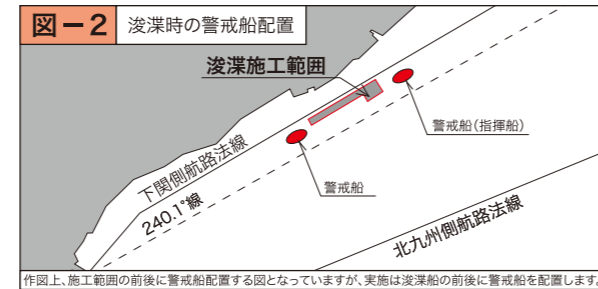 図－2 浚渫時の警戒船配置
浚渫施工範囲
警戒船(指揮船)
警戒船
下関側航路法線
240.1°線
北九州側航路法線
作図上、施工範囲の前後に警戒船配置する図となっていますが、実施は浚渫船の前後に警戒船を配置します。